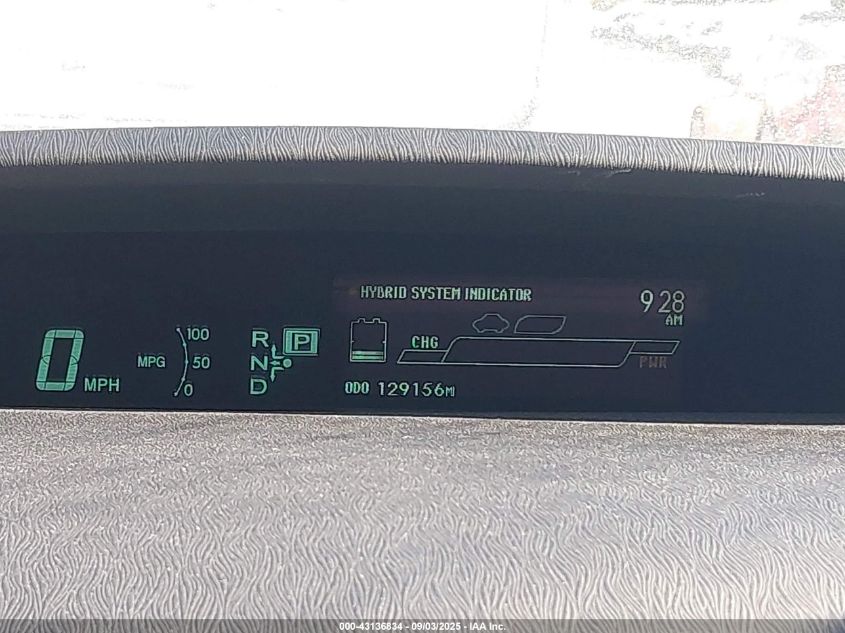 HYBRID SYSTEM INDICATOR
9 28
AM
0 MPH
MPG
100
50
0
R
N
D
P
CHG
PWR
ODO 129156MI
000-43136834 - 09/03/2025 - IAA Inc.